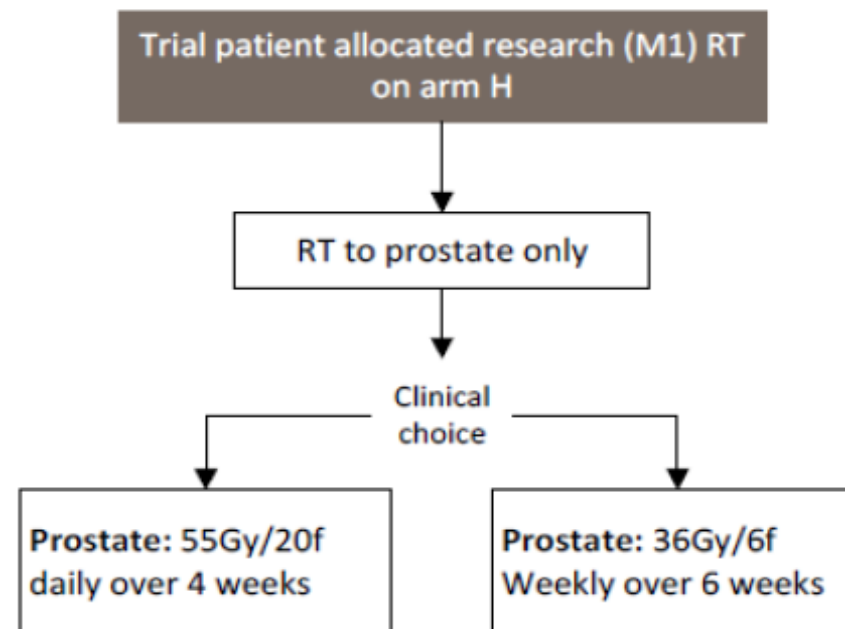 Trial patient allocated research (M1) RT
on arm H
RT to prostate only
Clinical
choice
Prostate: 55Gy/20f
daily over 4 weeks
Prostate: 36Gy/6f
Weekly over 6 weeks